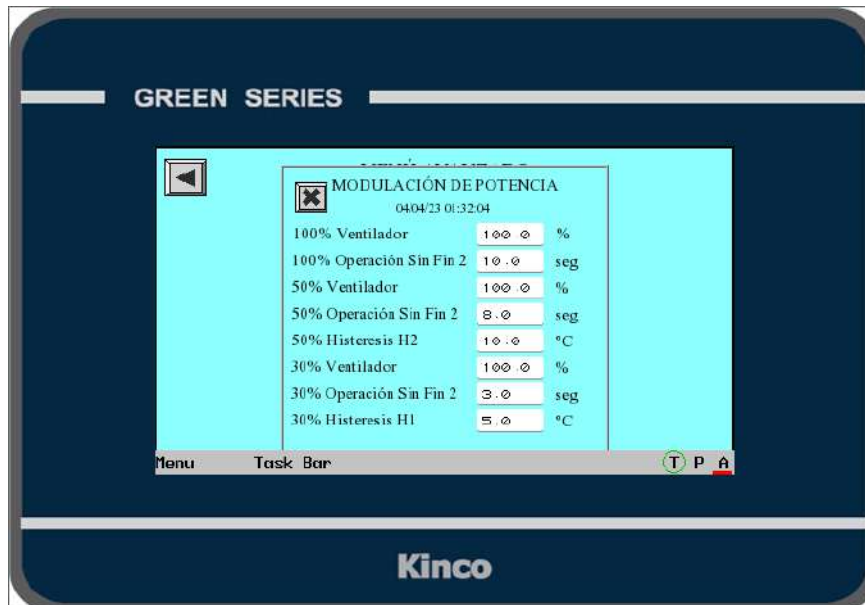 GREEN SERIES
MODULACIÓN DE POTENCIA
04/04/23 01:32:04
100% Ventilador 100.0 %
100% Operación Sin Fin 2 10.0 seg
50% Ventilador 100.0 %
50% Operación Sin Fin 2 8.0 seg
50% Histeresis H2 10.0 °C
30% Ventilador 100.0 %
30% Operación Sin Fin 2 3.0 seg
30% Histeresis H1 5.0 °C
Menu Task Bar T P A
Kinco